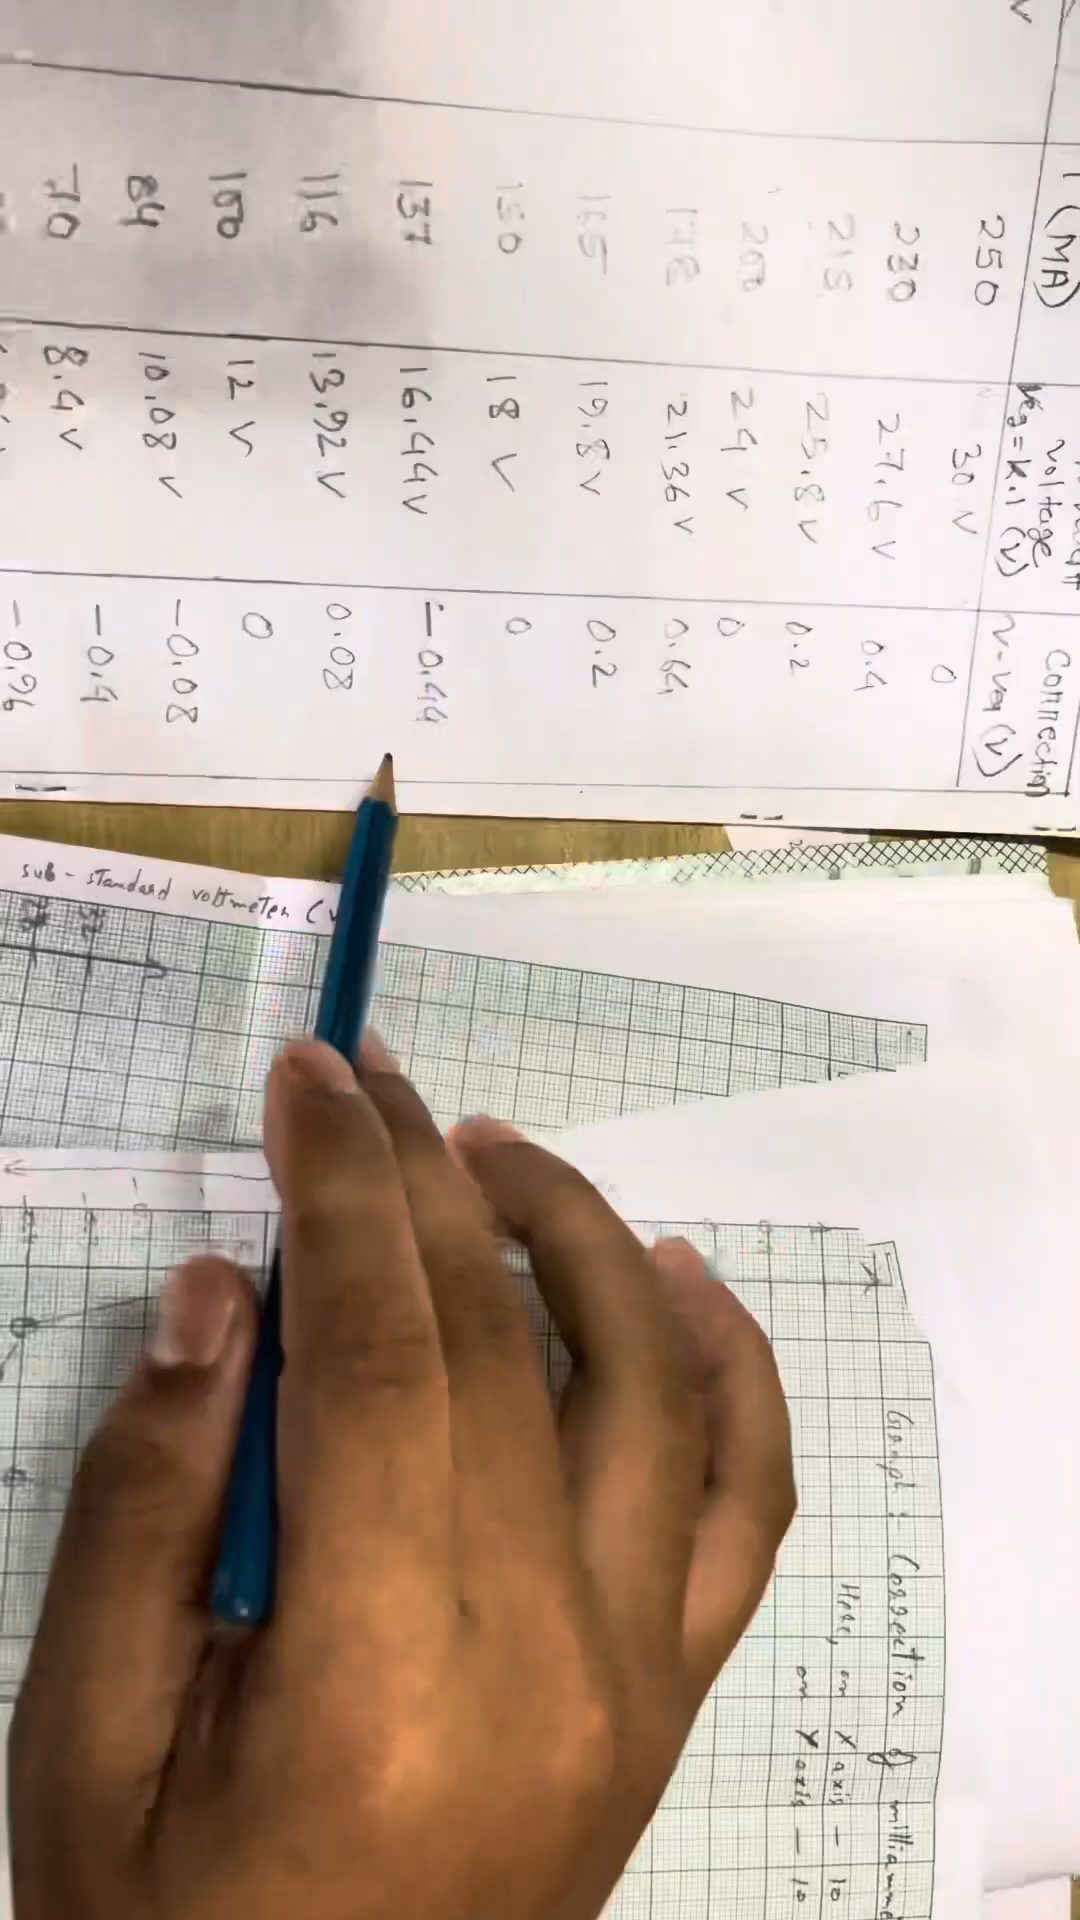 I (MA) voltage Veq = K.I (V) Correction V-Veq (V)
250 30 V 0
230 27.6 V 0.4
215 25.8 V 0.2
200 24 V 0
178 21.36 V 0.64
165 19.8 V 0.2
150 18 V 0
137 16.44 V -0.44
116 13.92 V 0.08
100 12 V 0
84 10.08 V -0.08
70 8.4 V -0.4
-0.96
sub-standard voltmeter (V
Graph :- Correction of milliamme
Here, on X axis - 10
on Y axis - 10